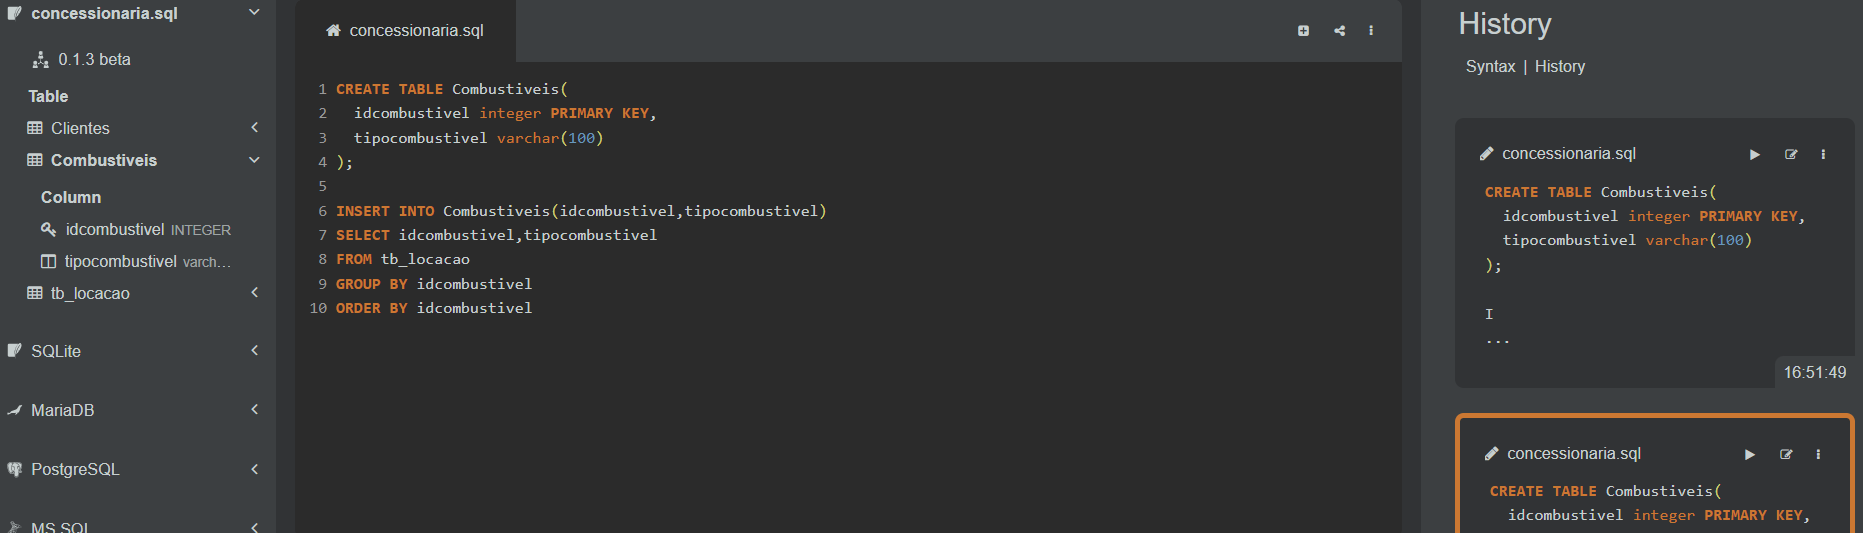 concessionaria.sql
0.1.3 beta
Table
Clientes
Combustiveis
Column
idcombustivel INTEGER
tipocombustivel varch...
tb_locacao
SQLite
MariaDB
PostgreSQL
MS SQL
concessionaria.sql
1 CREATE TABLE Combustiveis(
2   idcombustivel integer PRIMARY KEY,
3   tipocombustivel varchar(100)
4 );
5
6 INSERT INTO Combustiveis(idcombustivel,tipocombustivel)
7 SELECT idcombustivel,tipocombustivel
8 FROM tb_locacao
9 GROUP BY idcombustivel
10 ORDER BY idcombustivel
History
Syntax | History
concessionaria.sql
CREATE TABLE Combustiveis(
  idcombustivel integer PRIMARY KEY,
  tipocombustivel varchar(100)
);
I
...
16:51:49
concessionaria.sql
CREATE TABLE Combustiveis(
  idcombustivel integer PRIMARY KEY,